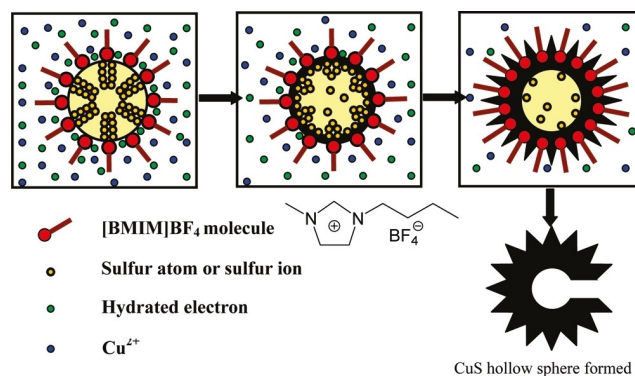 [BMIM]BF₄ molecule
N
⊕
N
BF₄⊖
Sulfur atom or sulfur ion
Hydrated electron
Cu²⁺
CuS hollow sphere formed